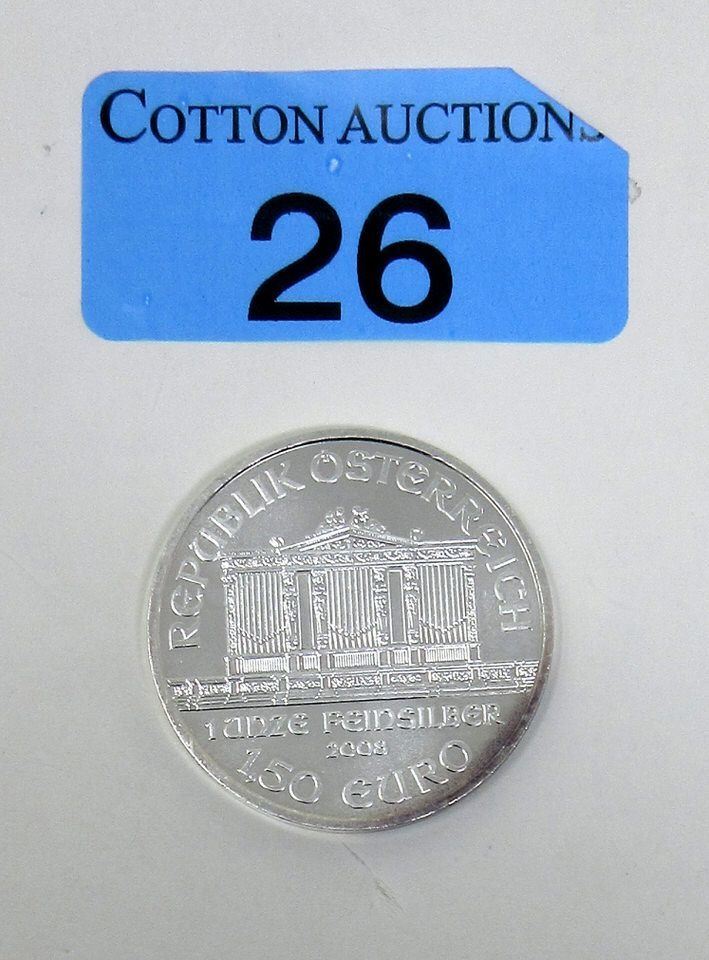 COTTON AUCTIONS
26
REPUBLIK ÖSTERREICH
1 UNZE FEINSILBER
2008
1,50 EURO